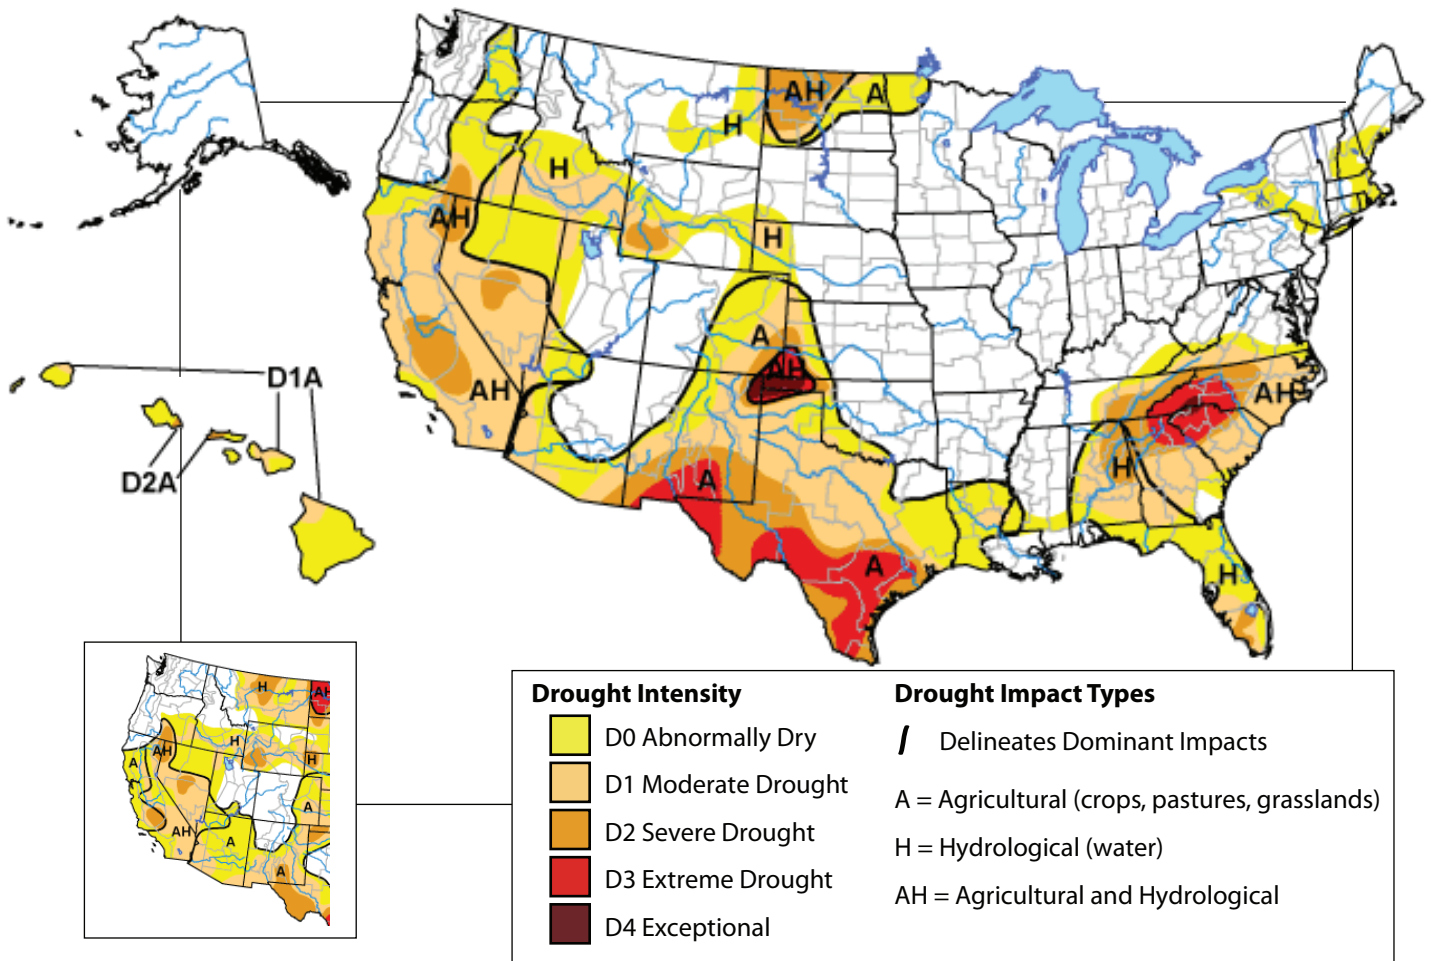 AH
A
H
H
AH
H
A
AH
AH
D1A
AH
H
A
D2A
A
H
H
AH
H
AH
A
H
A
AH
A
A
Drought Intensity
D0 Abnormally Dry
D1 Moderate Drought
D2 Severe Drought
D3 Extreme Drought
D4 Exceptional
Drought Impact Types
Delineates Dominant Impacts
A = Agricultural (crops, pastures, grasslands)
H = Hydrological (water)
AH = Agricultural and Hydrological